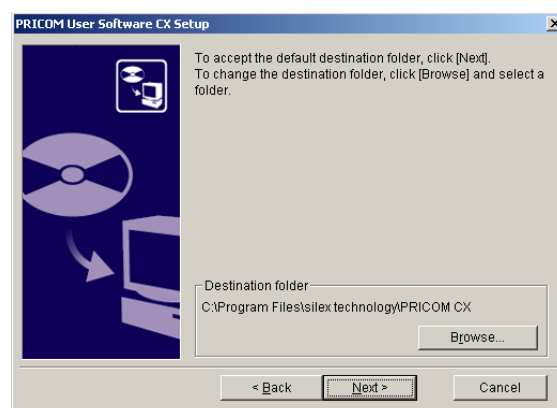 PRICOM User Software CX Setup
To accept the default destination folder, click [Next].
To change the destination folder, click [Browse] and select a
folder.
Destination folder
C:\Program Files\silex technology\PRICOM CX
Browse...
< Back
Next >
Cancel